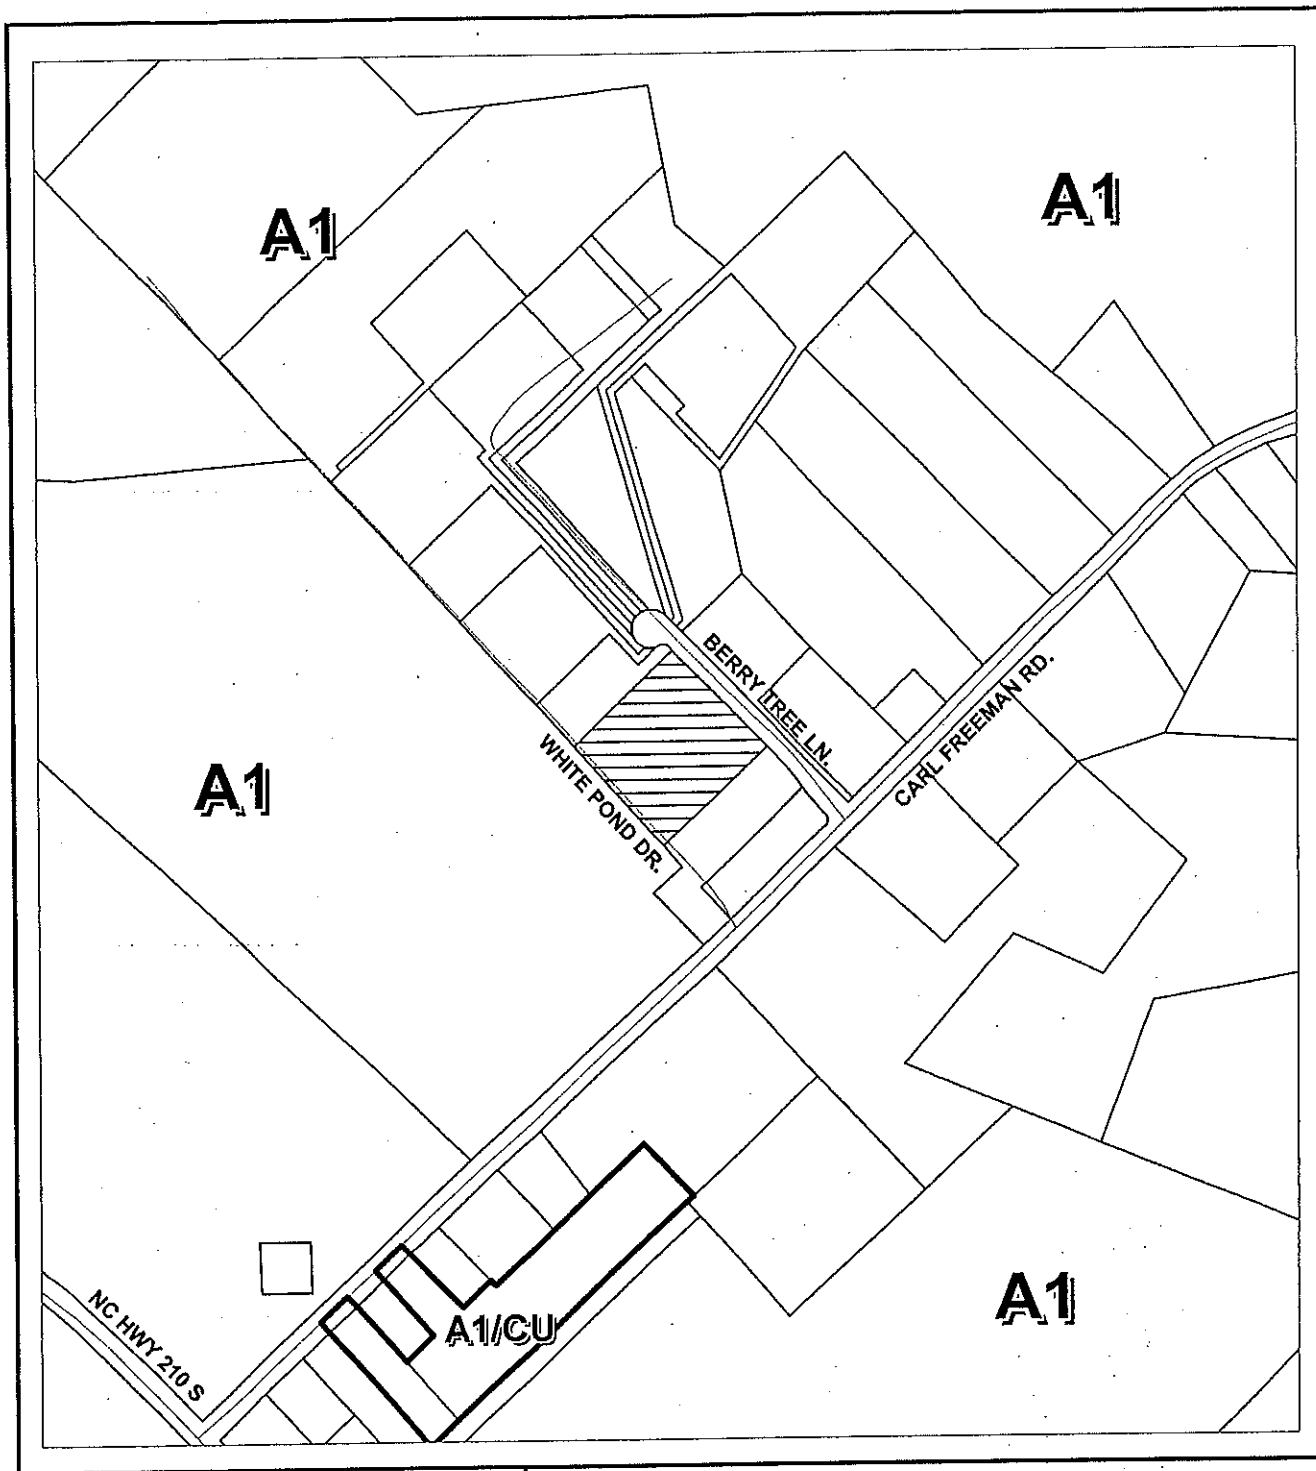 A1
A1
BERRY TREE LN.
CARL FREEMAN RD.
WHITE POND DR.
A1
A1
A1/CU
NC HWY 210 S